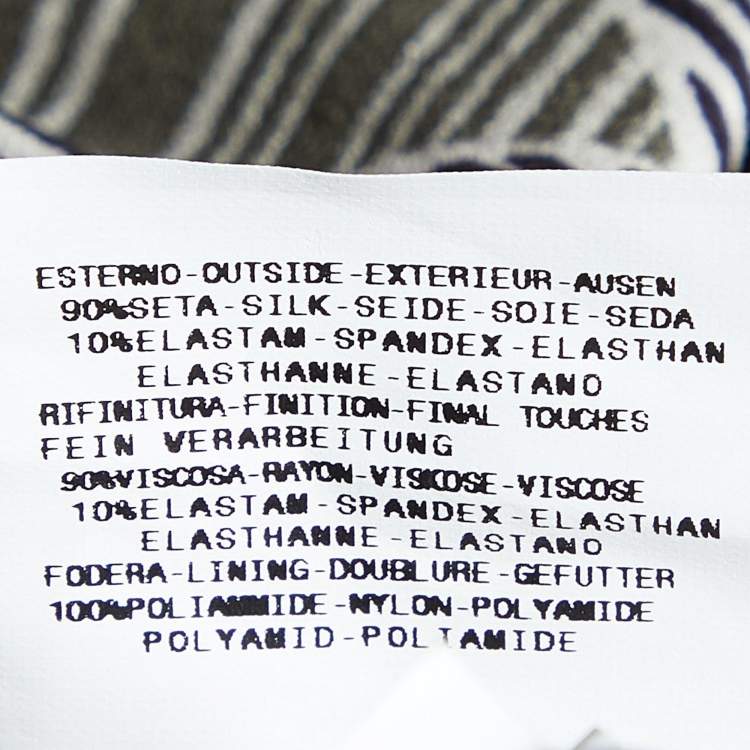 ESTERNO-OUTSIDE-EXTERIEUR-AUSEN
90%SETA-SILK-SEIDE-SOIE-SEDA
10%ELASTAM-SPANDEX-ELASTHAN
ELASTHANNE-ELASTANO
RIFINITURA-FINITION-FINAL TOUCHES
FEIN VERARBEITUNG
90%VISCOSA-RAYON-VISKOSE-VISCOSE
10%ELASTAM-SPANDEX-ELASTHAN
ELASTHANNE-ELASTANO
FODERA-LINING-DOUBLURE-GEFUTTER
100%POLIAMMIDE-NYLON-POLYAMIDE
POLYAMID-POLIAMIDE